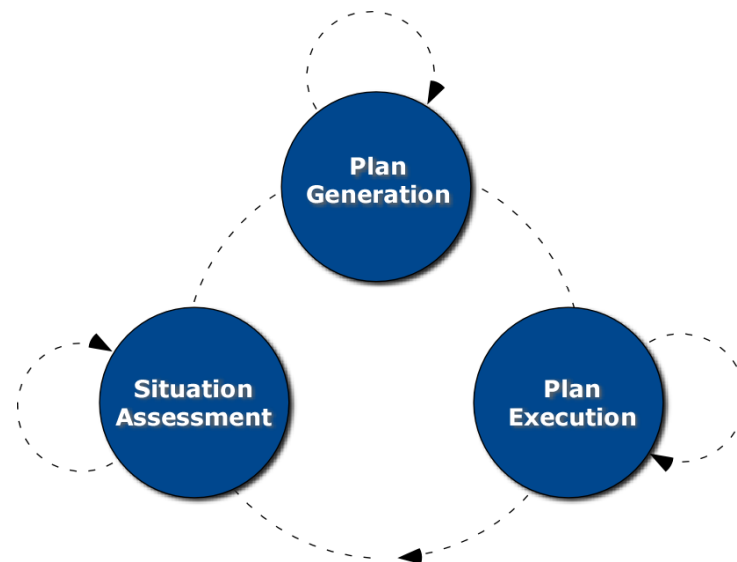 Plan
Generation
Situation
Assessment
Plan
Execution